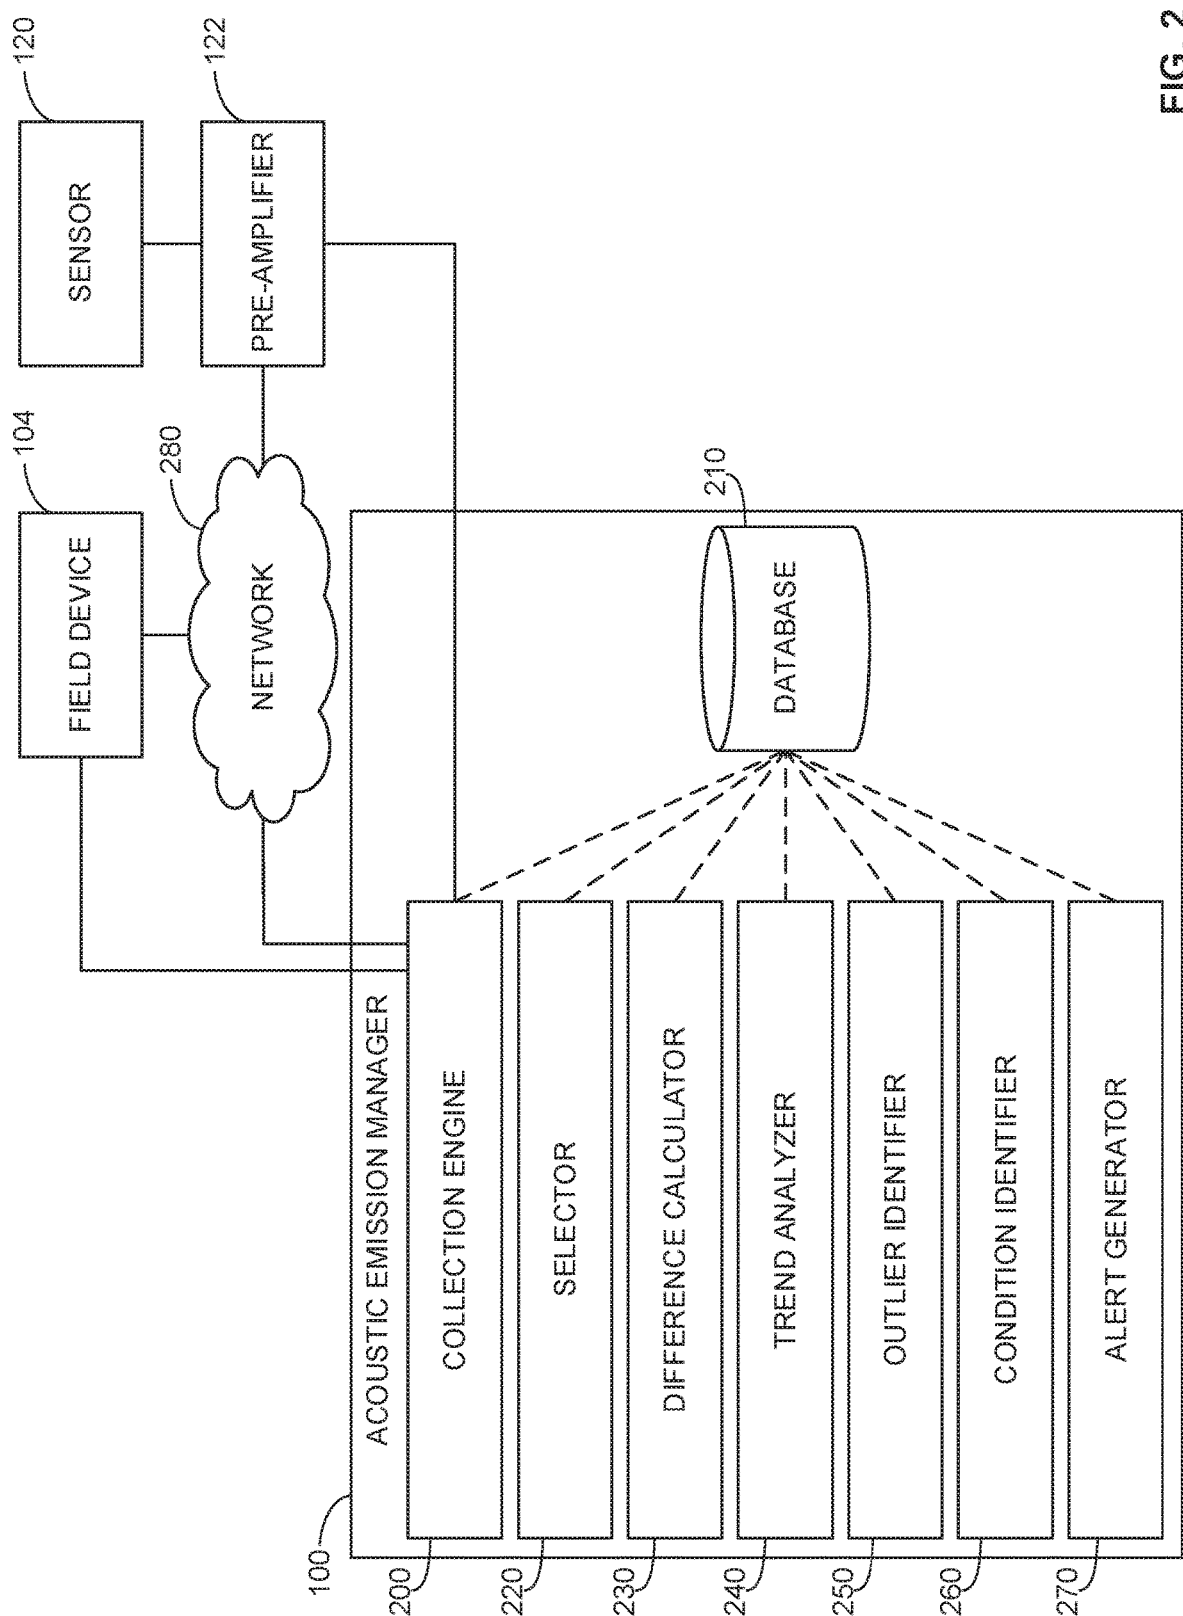 100
ACOUSTIC EMISSION MANAGER
200
COLLECTION ENGINE
220
SELECTOR
230
DIFFERENCE CALCULATOR
240
TREND ANALYZER
250
OUTLIER IDENTIFIER
260
CONDITION IDENTIFIER
270
ALERT GENERATOR
210
DATABASE
104
FIELD DEVICE
280
NETWORK
120
SENSOR
122
PRE-AMPLIFIER
FIG. 2